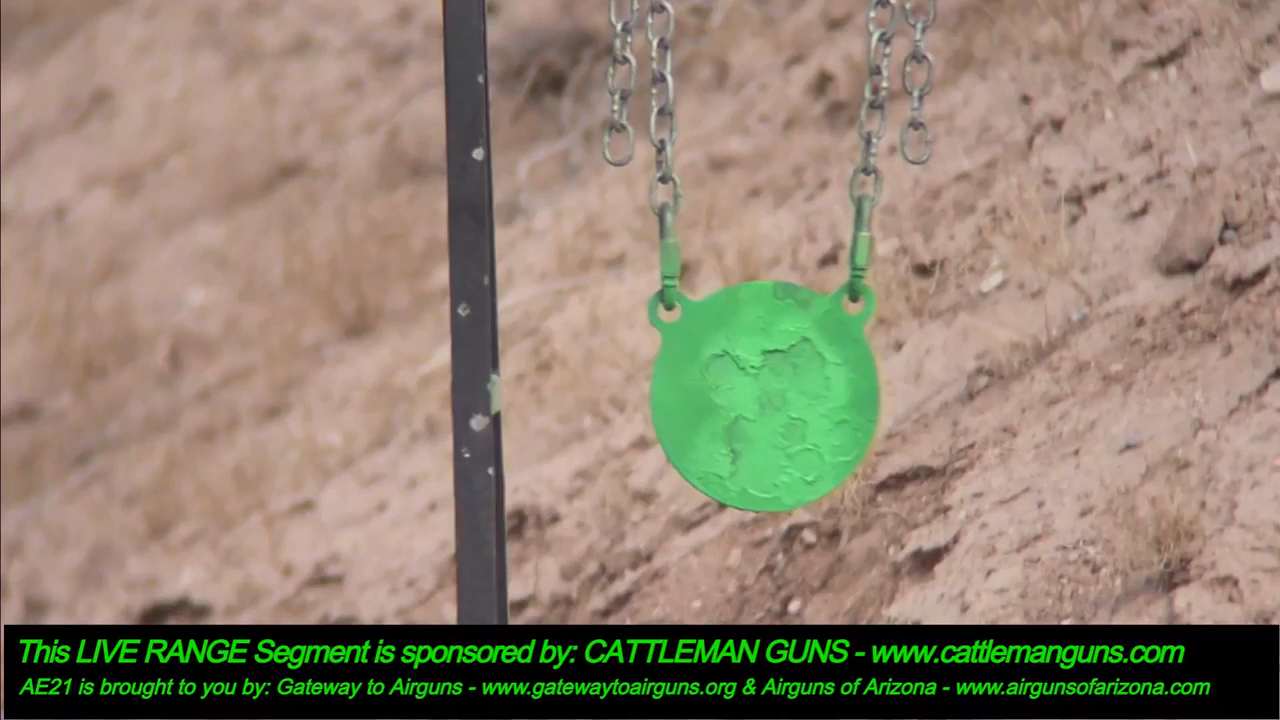 This LIVE RANGE Segment is sponsored by: CATTLEMAN GUNS - www.cattlemanguns.com
AE21 is brought to you by: Gateway to Airguns - www.gatewaytoairguns.org & Airguns of Arizona - www.airgunsofarizona.com